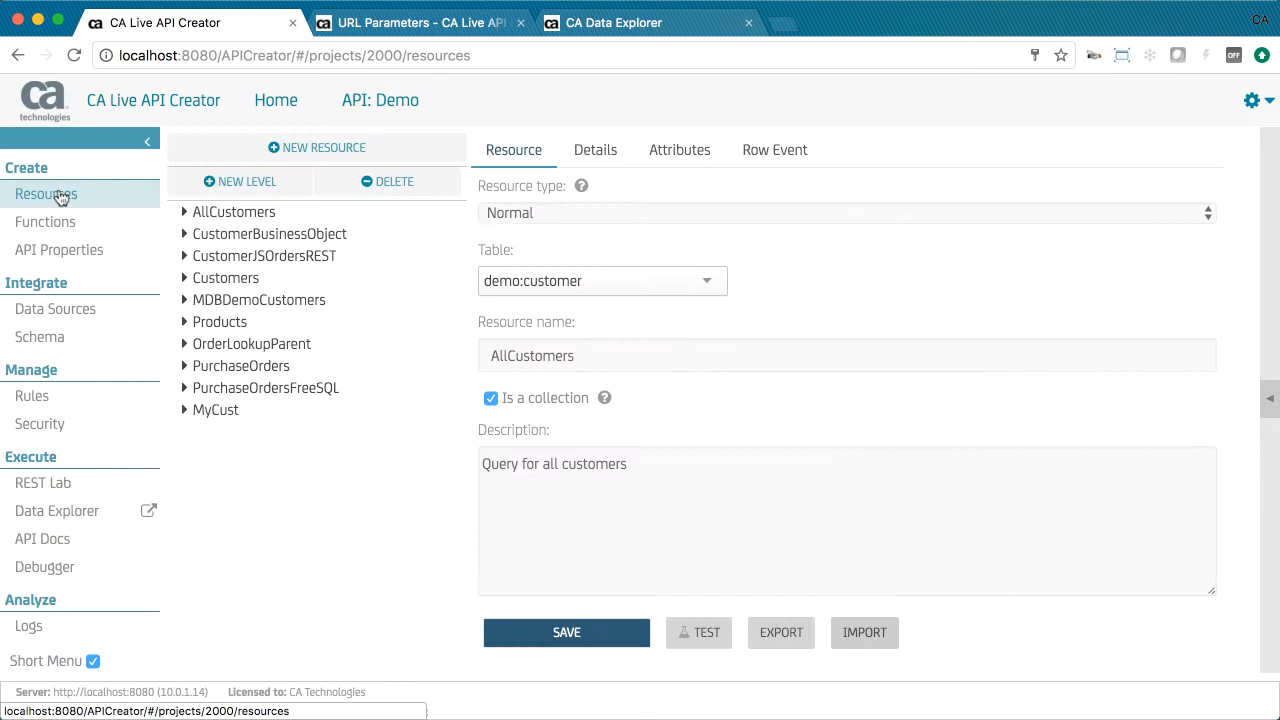 CA Live API Creator
URL Parameters - CA Live API
CA Data Explorer
CA
localhost:8080/APICreator/#/projects/2000/resources
OFF
ca
technologies
CA Live API Creator
Home
API: Demo
Create
Resources
Functions
API Properties
Integrate
Data Sources
Schema
Manage
Rules
Security
Execute
REST Lab
Data Explorer
API Docs
Debugger
Analyze
Logs
Short Menu
NEW RESOURCE
NEW LEVEL
DELETE
AllCustomers
CustomerBusinessObject
CustomerJSOrdersREST
Customers
MDBDemoCustomers
Products
OrderLookupParent
PurchaseOrders
PurchaseOrdersFreeSQL
MyCust
Resource
Details
Attributes
Row Event
Resource type: ?
Normal
Table:
demo:customer
Resource name:
AllCustomers
Is a collection ?
Description:
Query for all customers
SAVE
TEST
EXPORT
IMPORT
Server: http://localhost:8080 (10.0.1.14) Licensed to: CA Technologies
localhost:8080/APICreator/#/projects/2000/resources